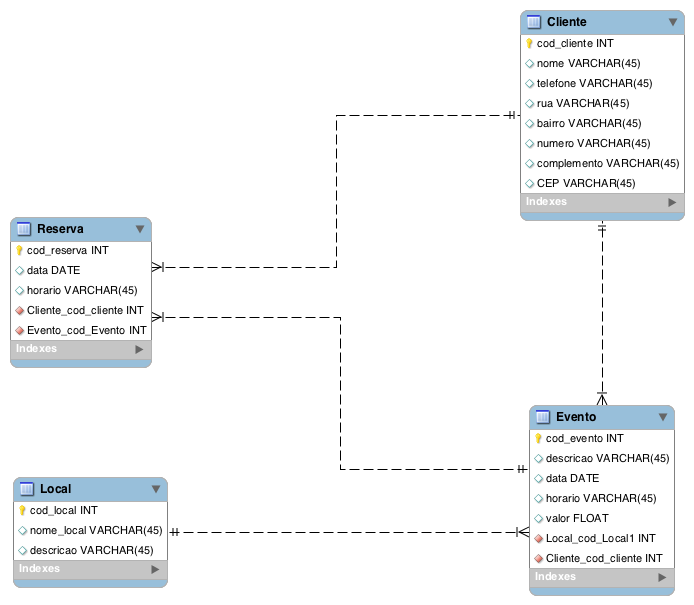 Cliente
cod_cliente INT
nome VARCHAR(45)
telefone VARCHAR(45)
rua VARCHAR(45)
bairro VARCHAR(45)
numero VARCHAR(45)
complemento VARCHAR(45)
CEP VARCHAR(45)
Indexes
Reserva
cod_reserva INT
data DATE
horario VARCHAR(45)
Cliente_cod_cliente INT
Evento_cod_Evento INT
Indexes
Evento
cod_evento INT
descricao VARCHAR(45)
data DATE
horario VARCHAR(45)
valor FLOAT
Local_cod_Local1 INT
Cliente_cod_cliente INT
Indexes
Local
cod_local INT
nome_local VARCHAR(45)
descricao VARCHAR(45)
Indexes